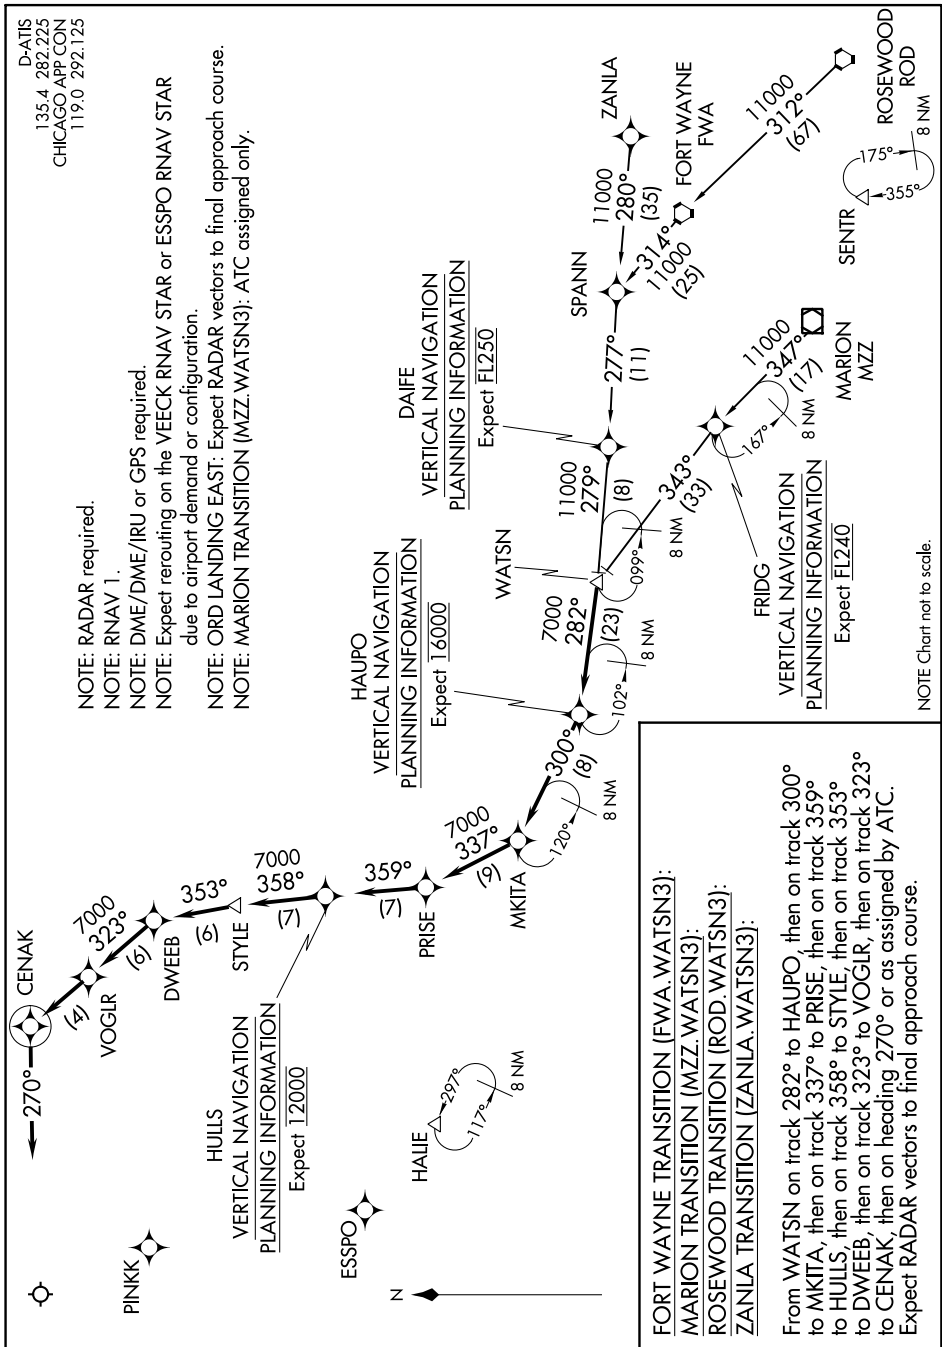 D-ATIS
135.4 282.225
CHICAGO APP CON
119.0 292.125
NOTE: RADAR required.
NOTE: RNAV 1.
NOTE: DME/DME/IRU or GPS required.
NOTE: Expect rerouting on the VEECK RNAV STAR or ESSPO RNAV STAR
due to airport demand or configuration.
NOTE: ORD LANDING EAST: Expect RADAR vectors to final approach course.
NOTE: MARION TRANSITION (MZZ.WATSN3): ATC assigned only.
270°
CENAK
(4)
VOGLR
7000
323°
(6)
DWEEB
353°
(6)
STYLE
7000
358°
(7)
HULLS
VERTICAL NAVIGATION
PLANNING INFORMATION
Expect 12000
359°
(7)
PRISE
7000
337°
(9)
MKITA
120°
8 NM
300°
(8)
HAUPO
VERTICAL NAVIGATION
PLANNING INFORMATION
Expect 16000
102°
8 NM
7000
282°
(23)
WATSN
099°
8 NM
11000
279°
(8)
DAIFE
VERTICAL NAVIGATION
PLANNING INFORMATION
Expect FL250
277°
(11)
SPANN
11000
280°
(35)
ZANLA
314°
11000
(25)
FORT WAYNE
FWA
11000
312°
(67)
ROSEWOOD
ROD
343°
(33)
FRIDG
VERTICAL NAVIGATION
PLANNING INFORMATION
Expect FL240
167°
8 NM
11000
347°
(17)
MARION
MZZ
SENTR
175°
355°
8 NM
PINKK
ESSPO
HALIE
297°
117°
8 NM
N
NOTE Chart not to scale.
FORT WAYNE TRANSITION (FWA.WATSN3):
MARION TRANSITION (MZZ.WATSN3):
ROSEWOOD TRANSITION (ROD.WATSN3):
ZANLA TRANSITION (ZANLA.WATSN3):
From WATSN on track 282° to HAUPO, then on track 300°
to MKITA, then on track 337° to PRISE, then on track 359°
to HULLS, then on track 358° to STYLE, then on track 353°
to DWEEB, then on track 323° to VOGLR, then on track 323°
to CENAK, then on heading 270° or as assigned by ATC.
Expect RADAR vectors to final approach course.